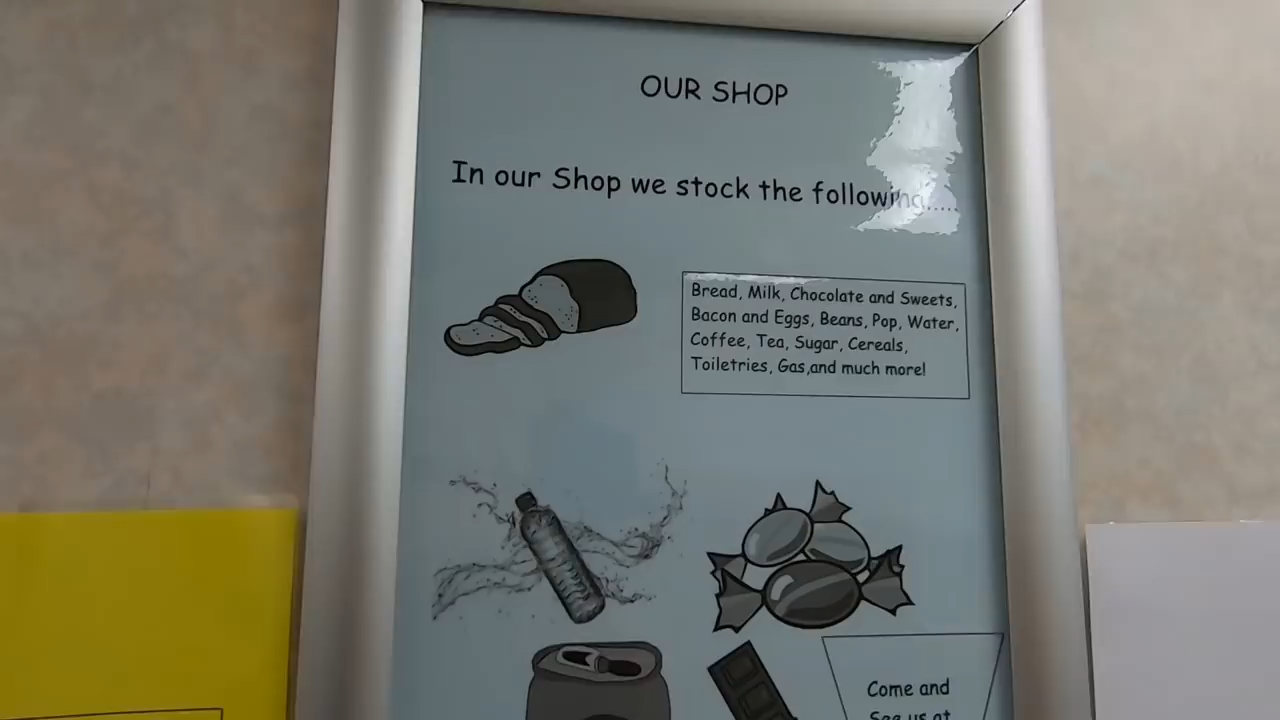 OUR SHOP
In our Shop we stock the following.....
Bread, Milk, Chocolate and Sweets,
Bacon and Eggs, Beans, Pop, Water,
Coffee, Tea, Sugar, Cereals,
Toiletries, Gas,and much more!
Come and
See us at